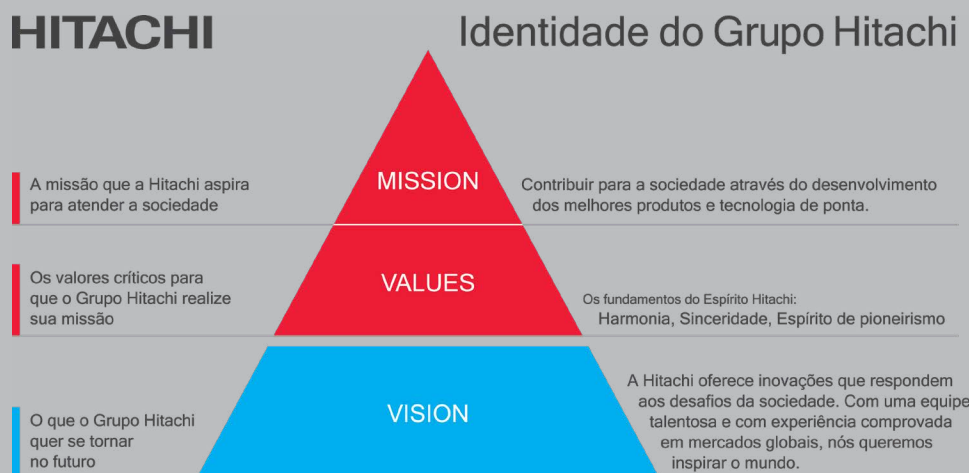 HITACHI
Identidade do Grupo Hitachi
A missão que a Hitachi aspira
para atender a sociedade
MISSION
Contribuir para a sociedade através do desenvolvimento
dos melhores produtos e tecnologia de ponta.
Os valores críticos para
que o Grupo Hitachi realize
sua missão
VALUES
Os fundamentos do Espírito Hitachi:
Harmonia, Sinceridade, Espírito de pioneirismo
O que o Grupo Hitachi
quer se tornar
no futuro
VISION
A Hitachi oferece inovações que respondem
aos desafios da sociedade. Com uma equipe
talentosa e com experiência comprovada
em mercados globais, nós queremos
inspirar o mundo.